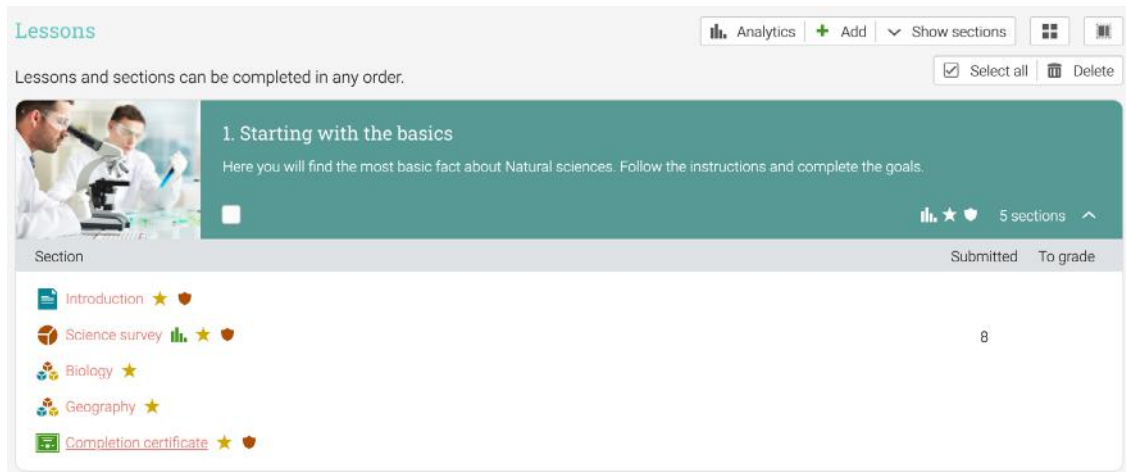 Lessons
Analytics Add Show sections
Lessons and sections can be completed in any order.
Select all Delete
1. Starting with the basics
Here you will find the most basic fact about Natural sciences. Follow the instructions and complete the goals.
5 sections
Section Submitted To grade
Introduction
Science survey 8
Biology
Geography
Completion certificate